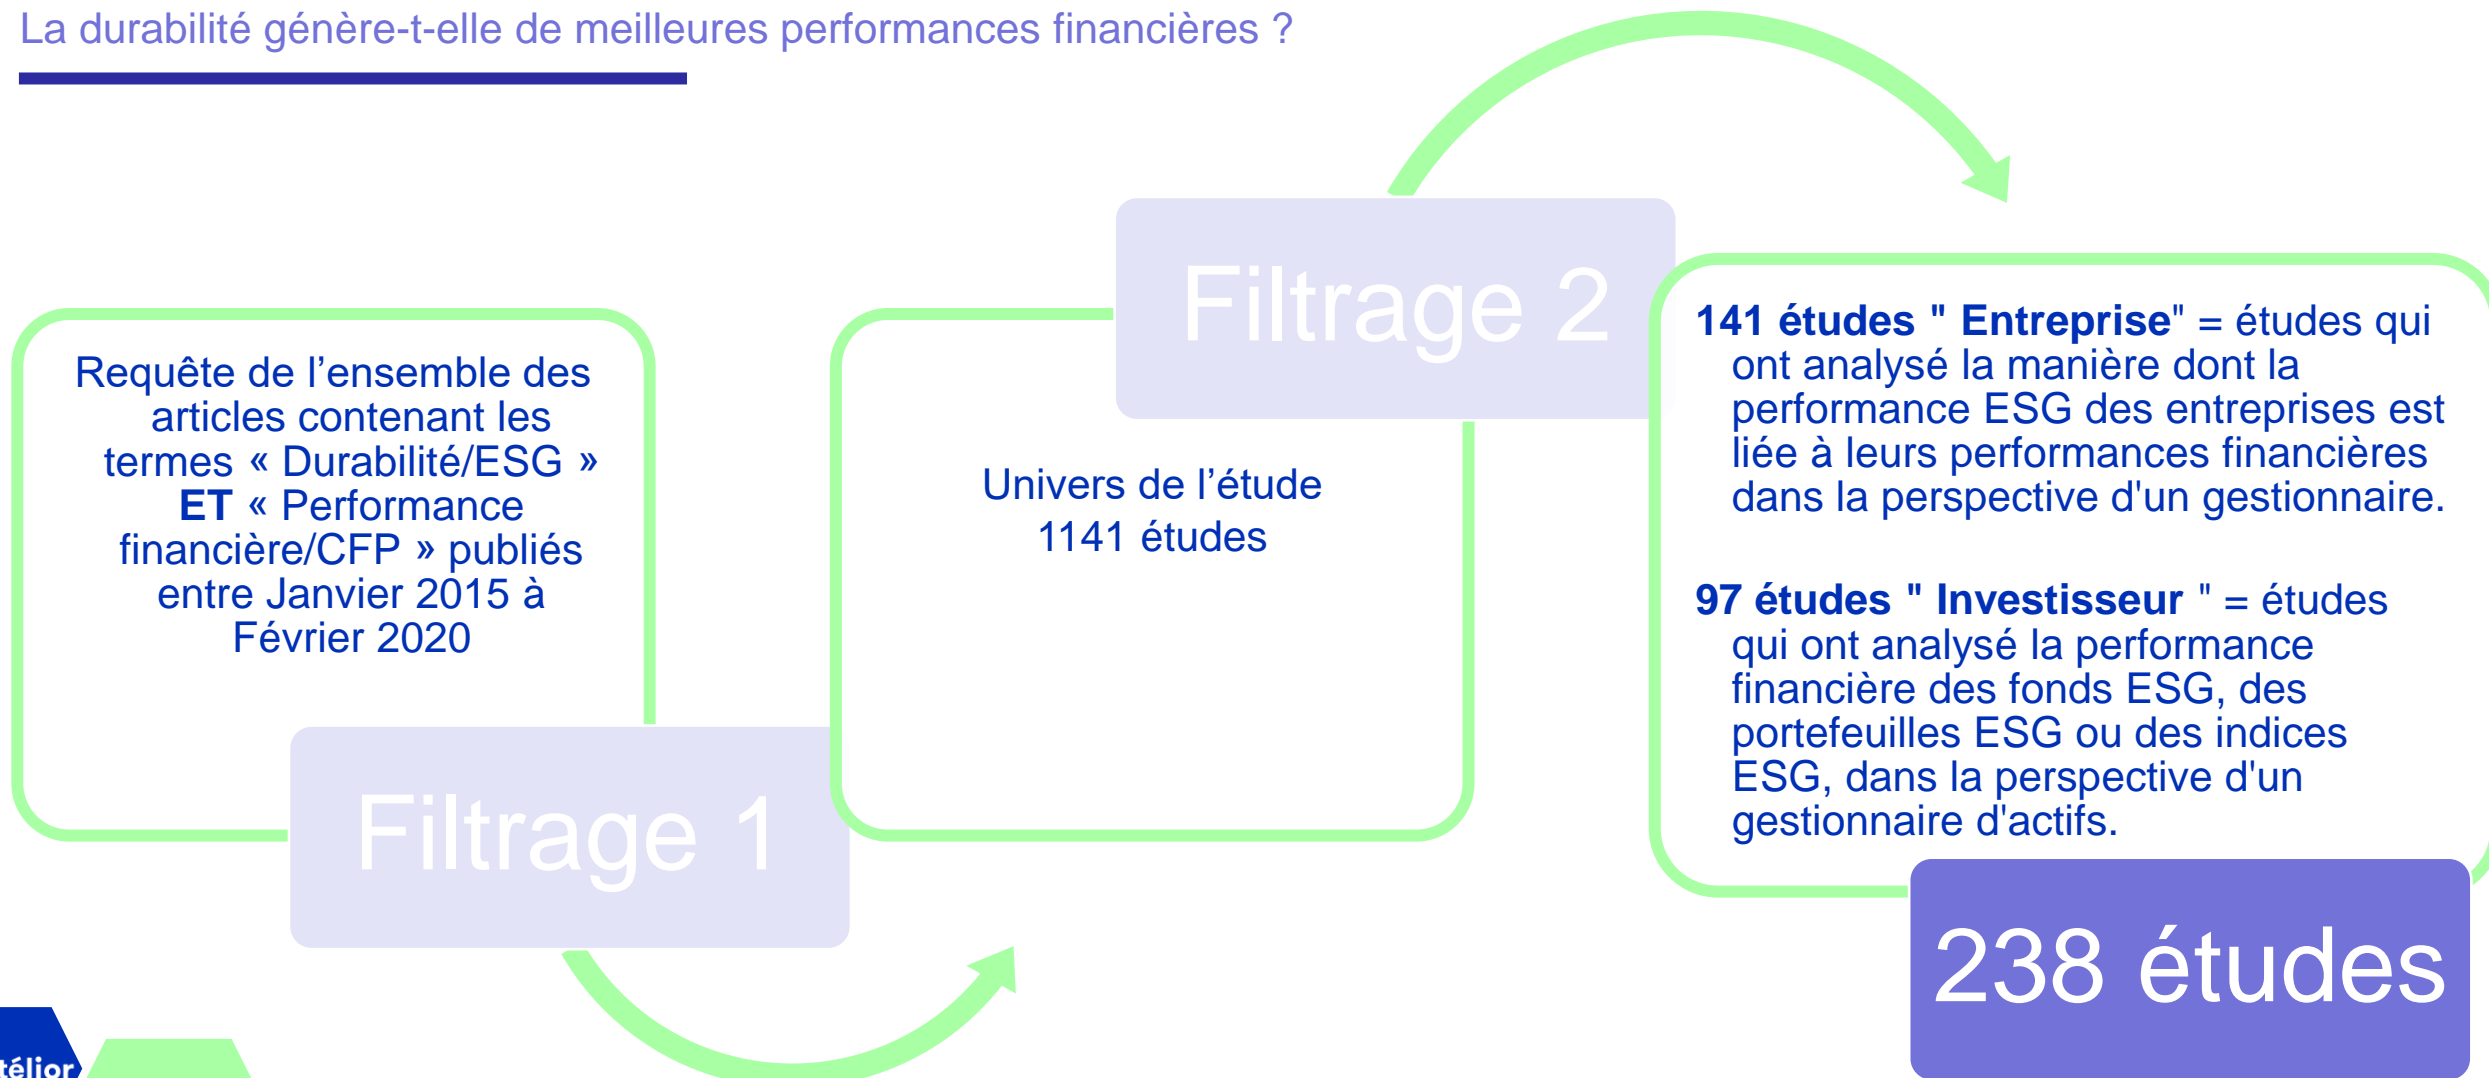 La durabilité génère-t-elle de meilleures performances financières ?
Requête de l’ensemble des
articles contenant les
termes « Durabilité/ESG »
ET « Performance
financière/CFP » publiés
entre Janvier 2015 à
Février 2020
Filtrage 1
Univers de l’étude
1141 études
Filtrage 2
141 études " Entreprise" = études qui
ont analysé la manière dont la
performance ESG des entreprises est
liée à leurs performances financières
dans la perspective d'un gestionnaire.
97 études " Investisseur " = études
qui ont analysé la performance
financière des fonds ESG, des
portefeuilles ESG ou des indices
ESG, dans la perspective d'un
gestionnaire d'actifs.
238 études